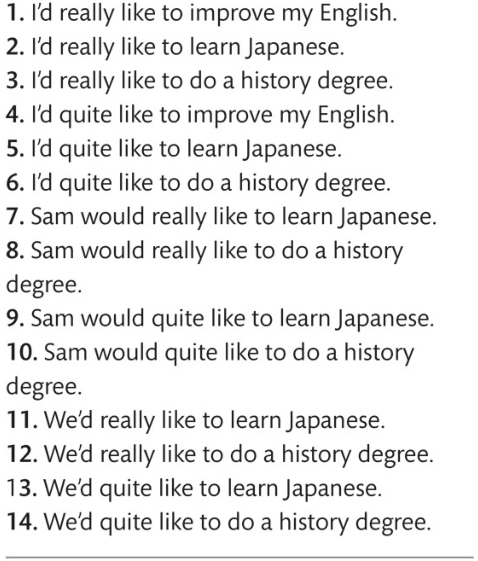 1. I'd really like to improve my English.
2. I'd really like to learn Japanese.
3. I'd really like to do a history degree.
4. I'd quite like to improve my English.
5. I'd quite like to learn Japanese.
6. I'd quite like to do a history degree.
7. Sam would really like to learn Japanese.
8. Sam would really like to do a history
degree.
9. Sam would quite like to learn Japanese.
10. Sam would quite like to do a history
degree.
11. We'd really like to learn Japanese.
12. We'd really like to do a history degree.
13. We'd quite like to learn Japanese.
14. We'd quite like to do a history degree.